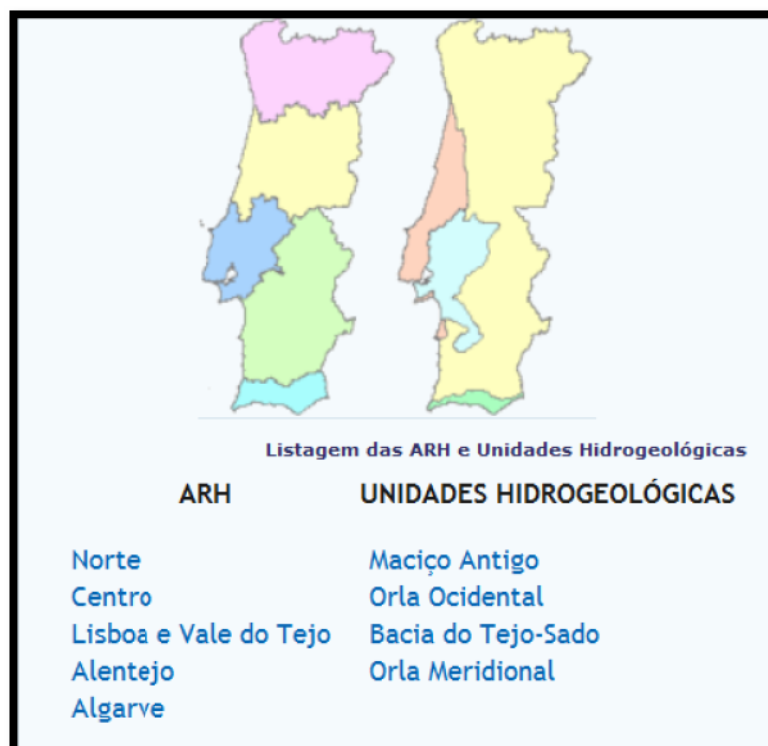 Listagem das ARH e Unidades Hidrogeológicas
ARH UNIDADES HIDROGEOLÓGICAS
Norte Maciço Antigo
Centro Orla Ocidental
Lisboa e Vale do Tejo Bacia do Tejo-Sado
Alentejo Orla Meridional
Algarve